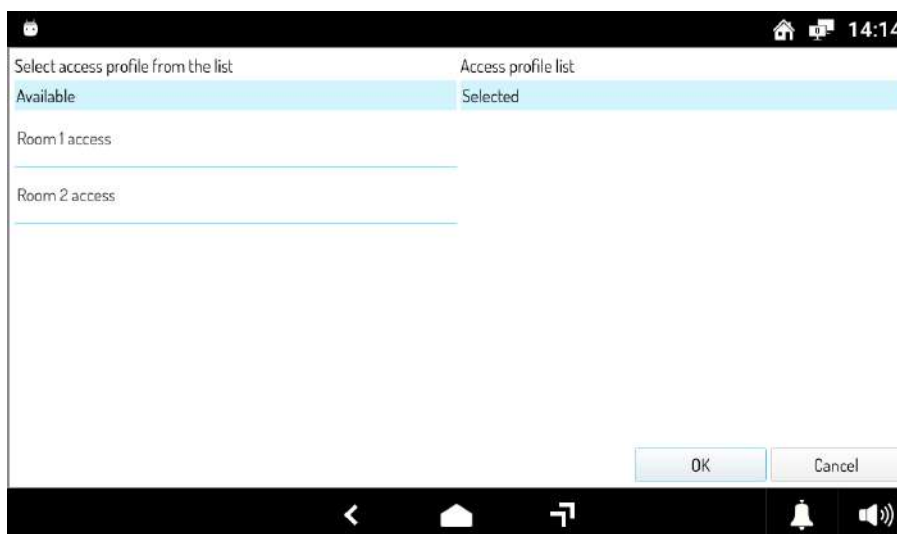 14:14
Select access profile from the list
Access profile list
Available
Selected
Room 1 access
Room 2 access
OK
Cancel